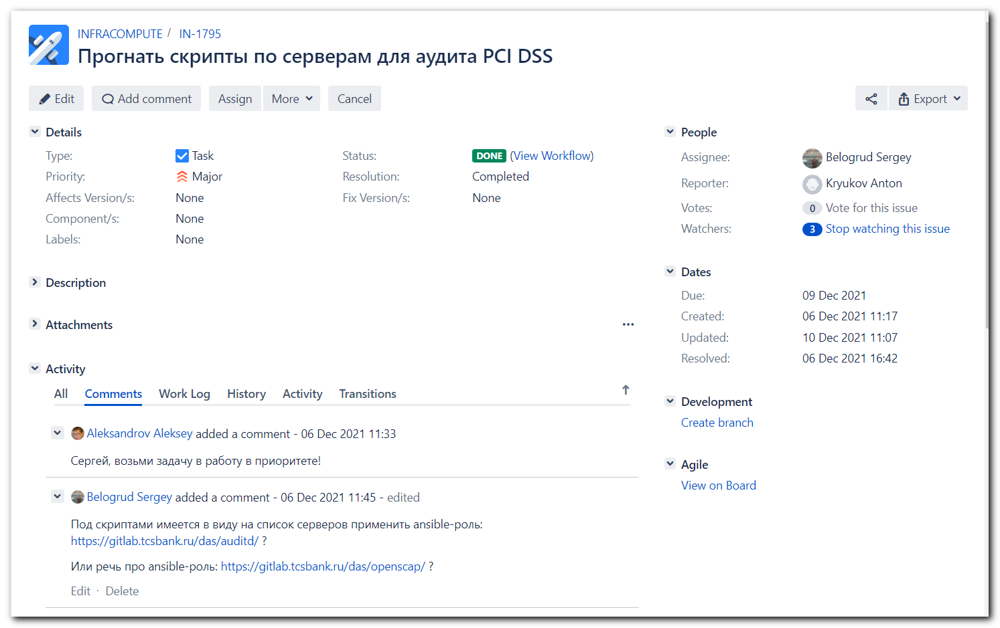 INFRACOMPUTE / IN-1795
Прогнать скрипты по серверам для аудита PCI DSS
Edit Add comment Assign More Cancel Export
Details
Type: Task Status: DONE (View Workflow)
Priority: Major Resolution: Completed
Affects Version/s: None Fix Version/s: None
Component/s: None
Labels: None
Description
Attachments
Activity
All Comments Work Log History Activity Transitions
Aleksandrov Aleksey added a comment - 06 Dec 2021 11:33
Сергей, возьми задачу в работу в приоритете!
Belogrud Sergey added a comment - 06 Dec 2021 11:45 - edited
Под скриптами имеется в виду на список серверов применить ansible-роль:
https://gitlab.tcsbank.ru/das/auditd/ ?
Или речь про ansible-роль: https://gitlab.tcsbank.ru/das/openscap/ ?
Edit · Delete
People
Assignee: Belogrud Sergey
Reporter: Kryukov Anton
Votes: 0 Vote for this issue
Watchers: 3 Stop watching this issue
Dates
Due: 09 Dec 2021
Created: 06 Dec 2021 11:17
Updated: 10 Dec 2021 11:07
Resolved: 06 Dec 2021 16:42
Development
Create branch
Agile
View on Board